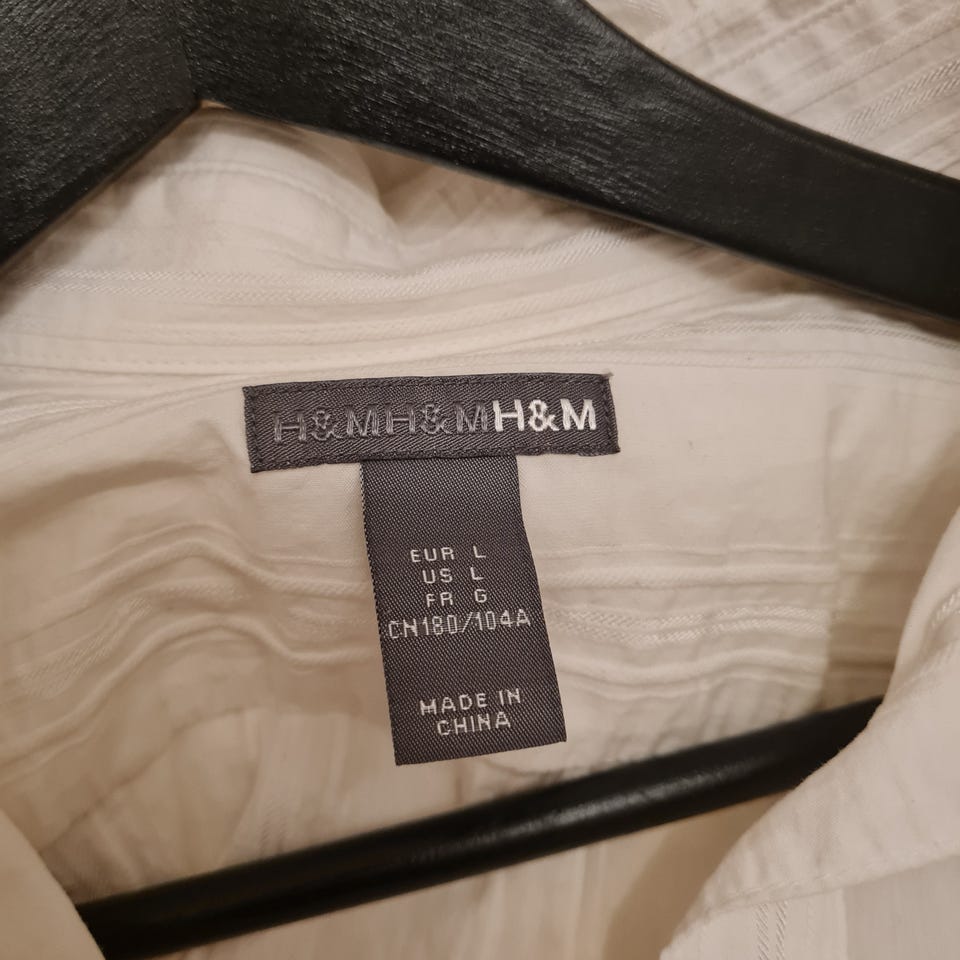 H&MH&MH&M
EUR L
US L
FR G
CN180/104A
MADE IN
CHINA